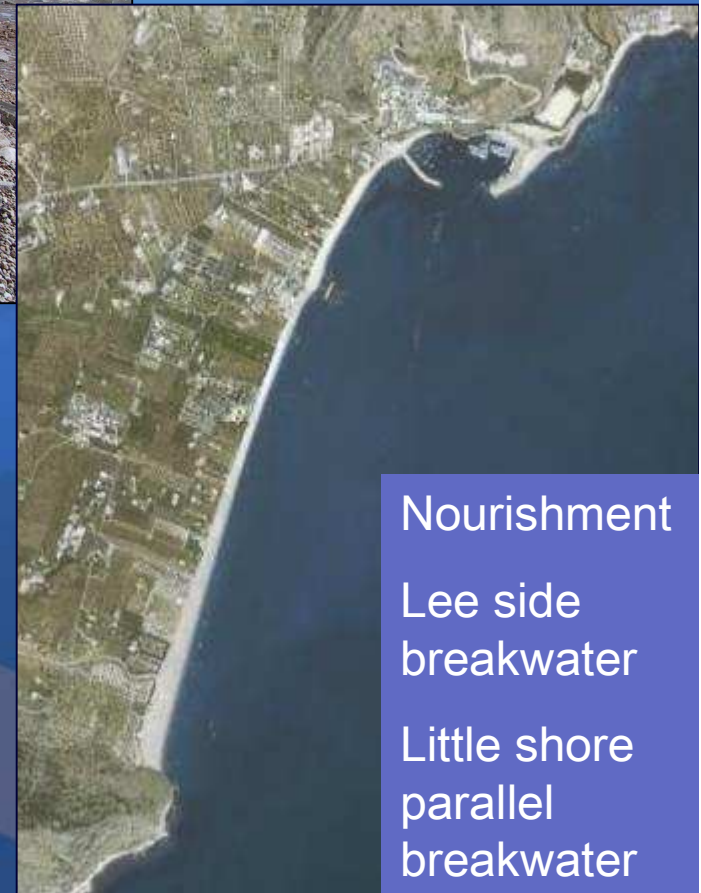 Nourishment
Lee side
breakwater
Little shore
parallel
breakwater